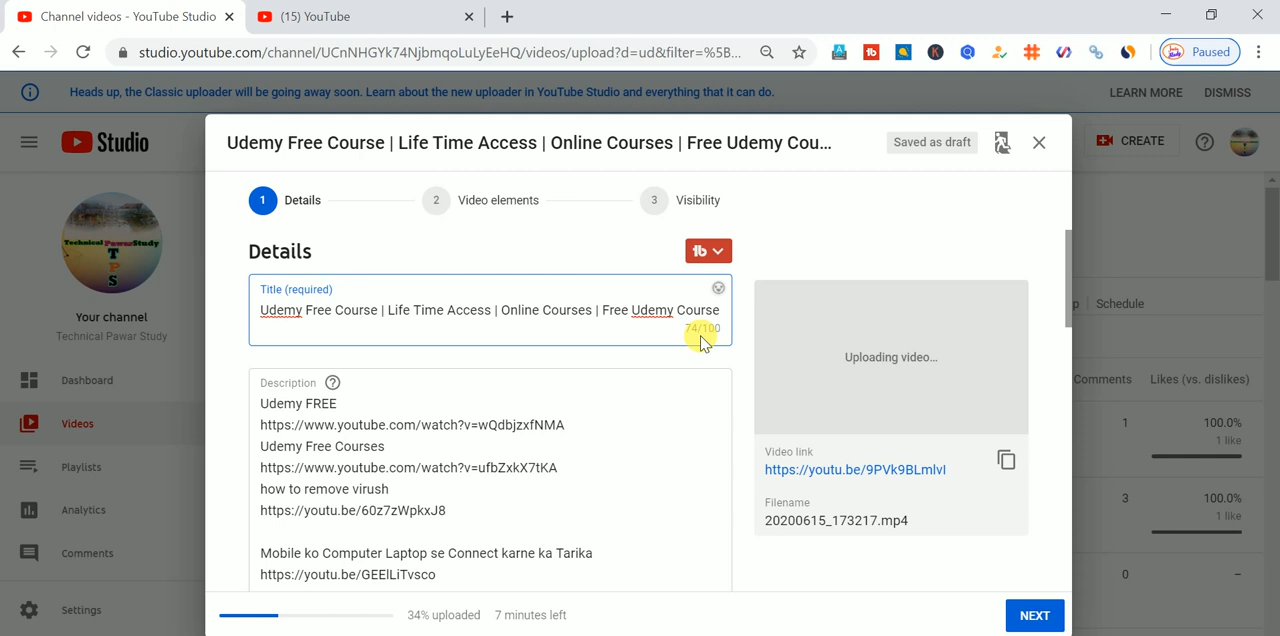 Channel videos - YouTube Studio
(15) YouTube
studio.youtube.com/channel/UCnNHGYk74NjbmqoLuLyEeHQ/videos/upload?d=ud&filter=%5B...
Paused
Heads up, the Classic uploader will be going away soon. Learn about the new uploader in YouTube Studio and everything that it can do.
LEARN MORE
DISMISS
Studio
CREATE
Technical PawarStudy
T
P
S
Your channel
Technical Pawar Study
Dashboard
Videos
Playlists
Analytics
Comments
Settings
Udemy Free Course | Life Time Access | Online Courses | Free Udemy Cou...
Saved as draft
1 Details
2 Video elements
3 Visibility
Details
Title (required)
Udemy Free Course | Life Time Access | Online Courses | Free Udemy Course
74/100
Description
Udemy FREE
https://www.youtube.com/watch?v=wQdbjzxfNMA
Udemy Free Courses
https://www.youtube.com/watch?v=ufbZxkX7tKA
how to remove virush
https://youtu.be/60z7zWpkxJ8
Mobile ko Computer Laptop se Connect karne ka Tarika
https://youtu.be/GEEILiTvsco
Uploading video...
Video link
https://youtu.be/9PVk9BLmlvI
Filename
20200615_173217.mp4
34% uploaded 7 minutes left
NEXT
p
Schedule
Comments
Likes (vs. dislikes)
1
100.0%
1 like
3
100.0%
1 like
0
–